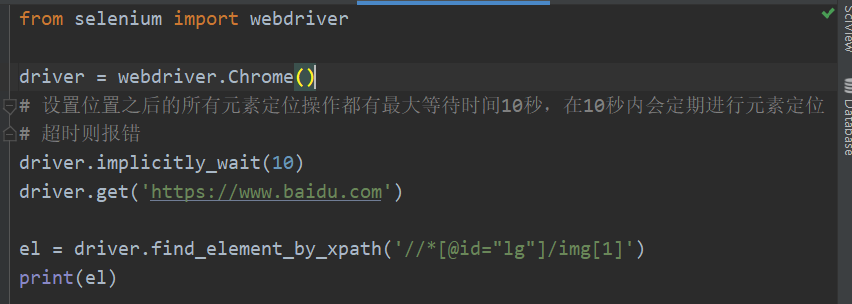 from selenium import webdriver
driver = webdriver.Chrome()
# 设置位置之后的所有元素定位操作都有最大等待时间10秒，在10秒内会定期进行元素定位
# 超时则报错
driver.implicitly_wait(10)
driver.get('https://www.baidu.com')
el = driver.find_element_by_xpath('//*[@id="lg"]/img[1]')
print(el)
SciView
Database